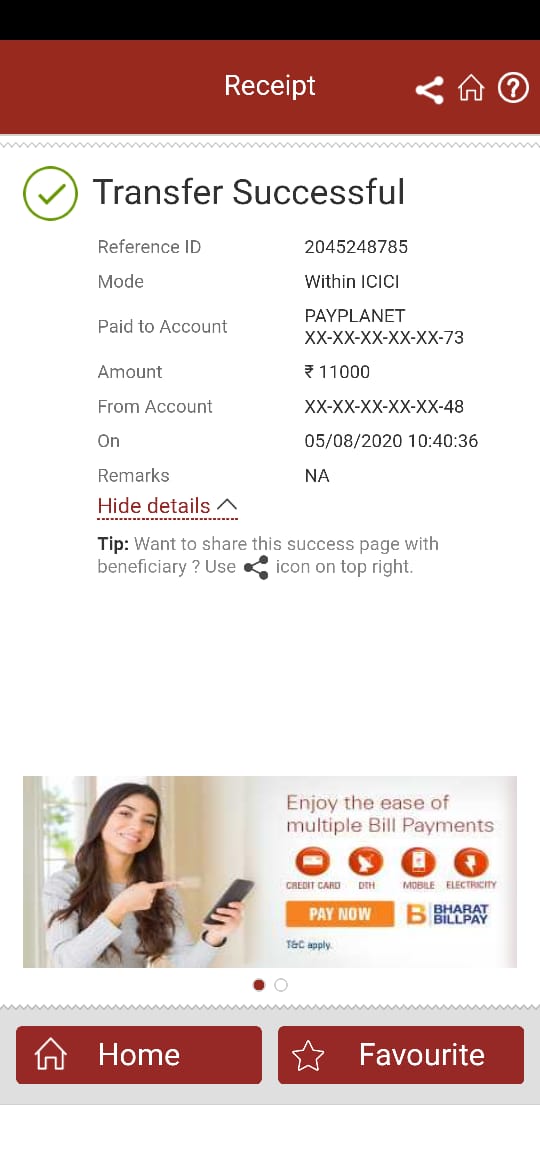 Receipt
Transfer Successful
Reference ID 2045248785
Mode Within ICICI
Paid to Account PAYPLANET
XX-XX-XX-XX-XX-73
Amount ₹ 11000
From Account XX-XX-XX-XX-XX-48
On 05/08/2020 10:40:36
Remarks NA
Hide details
Tip: Want to share this success page with
beneficiary ? Use icon on top right.
Enjoy the ease of
multiple Bill Payments
CREDIT CARD DTH MOBILE ELECTRICITY
PAY NOW B BHARAT
BILLPAY
T&C apply.
Home Favourite